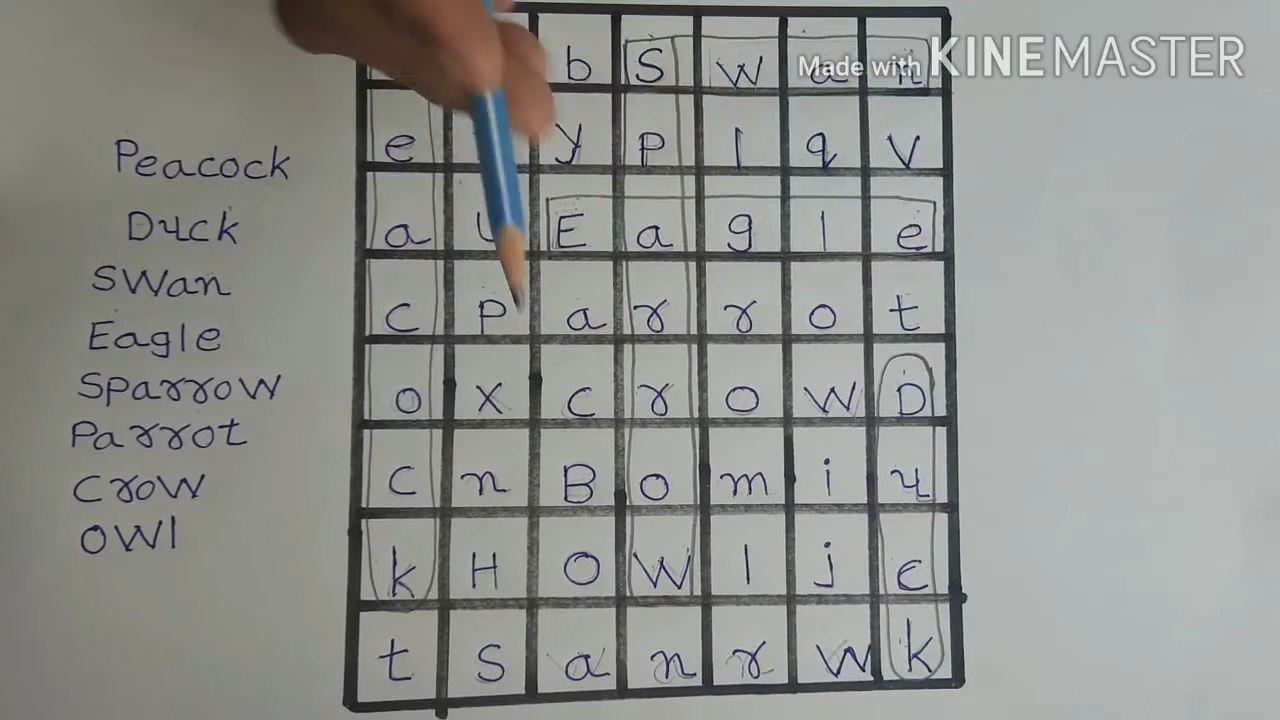 b S w a n
Made with KINEMASTER
e y p l q v
Peacock
a E a g l e
Duck
Swan
c P a r r o t
Eagle
o x c r o w D
Sparrow
Parrot
c n B o m i u
Crow
Owl
k H O W l j c
t S a n r w k